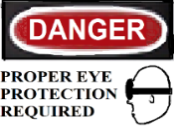 DANGER
PROPER EYE
PROTECTION
REQUIRED